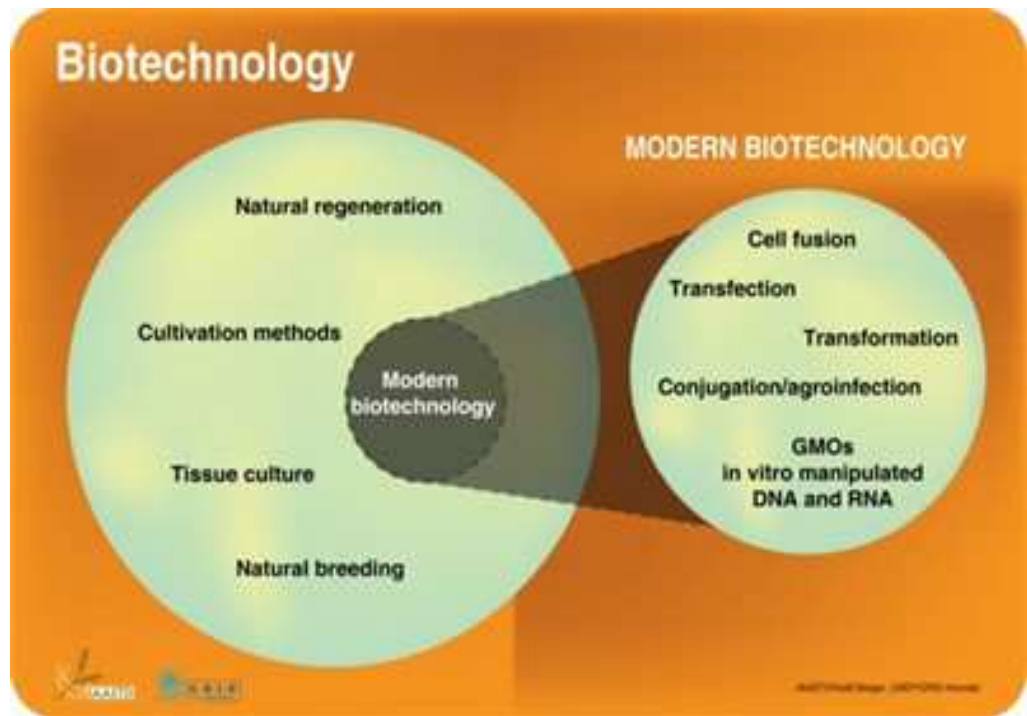 Biotechnology
MODERN BIOTECHNOLOGY
Natural regeneration
Cultivation methods
Modern
biotechnology
Tissue culture
Natural breeding
Cell fusion
Transfection
Transformation
Conjugation/agroinfection
GMOs
in vitro manipulated
DNA and RNA